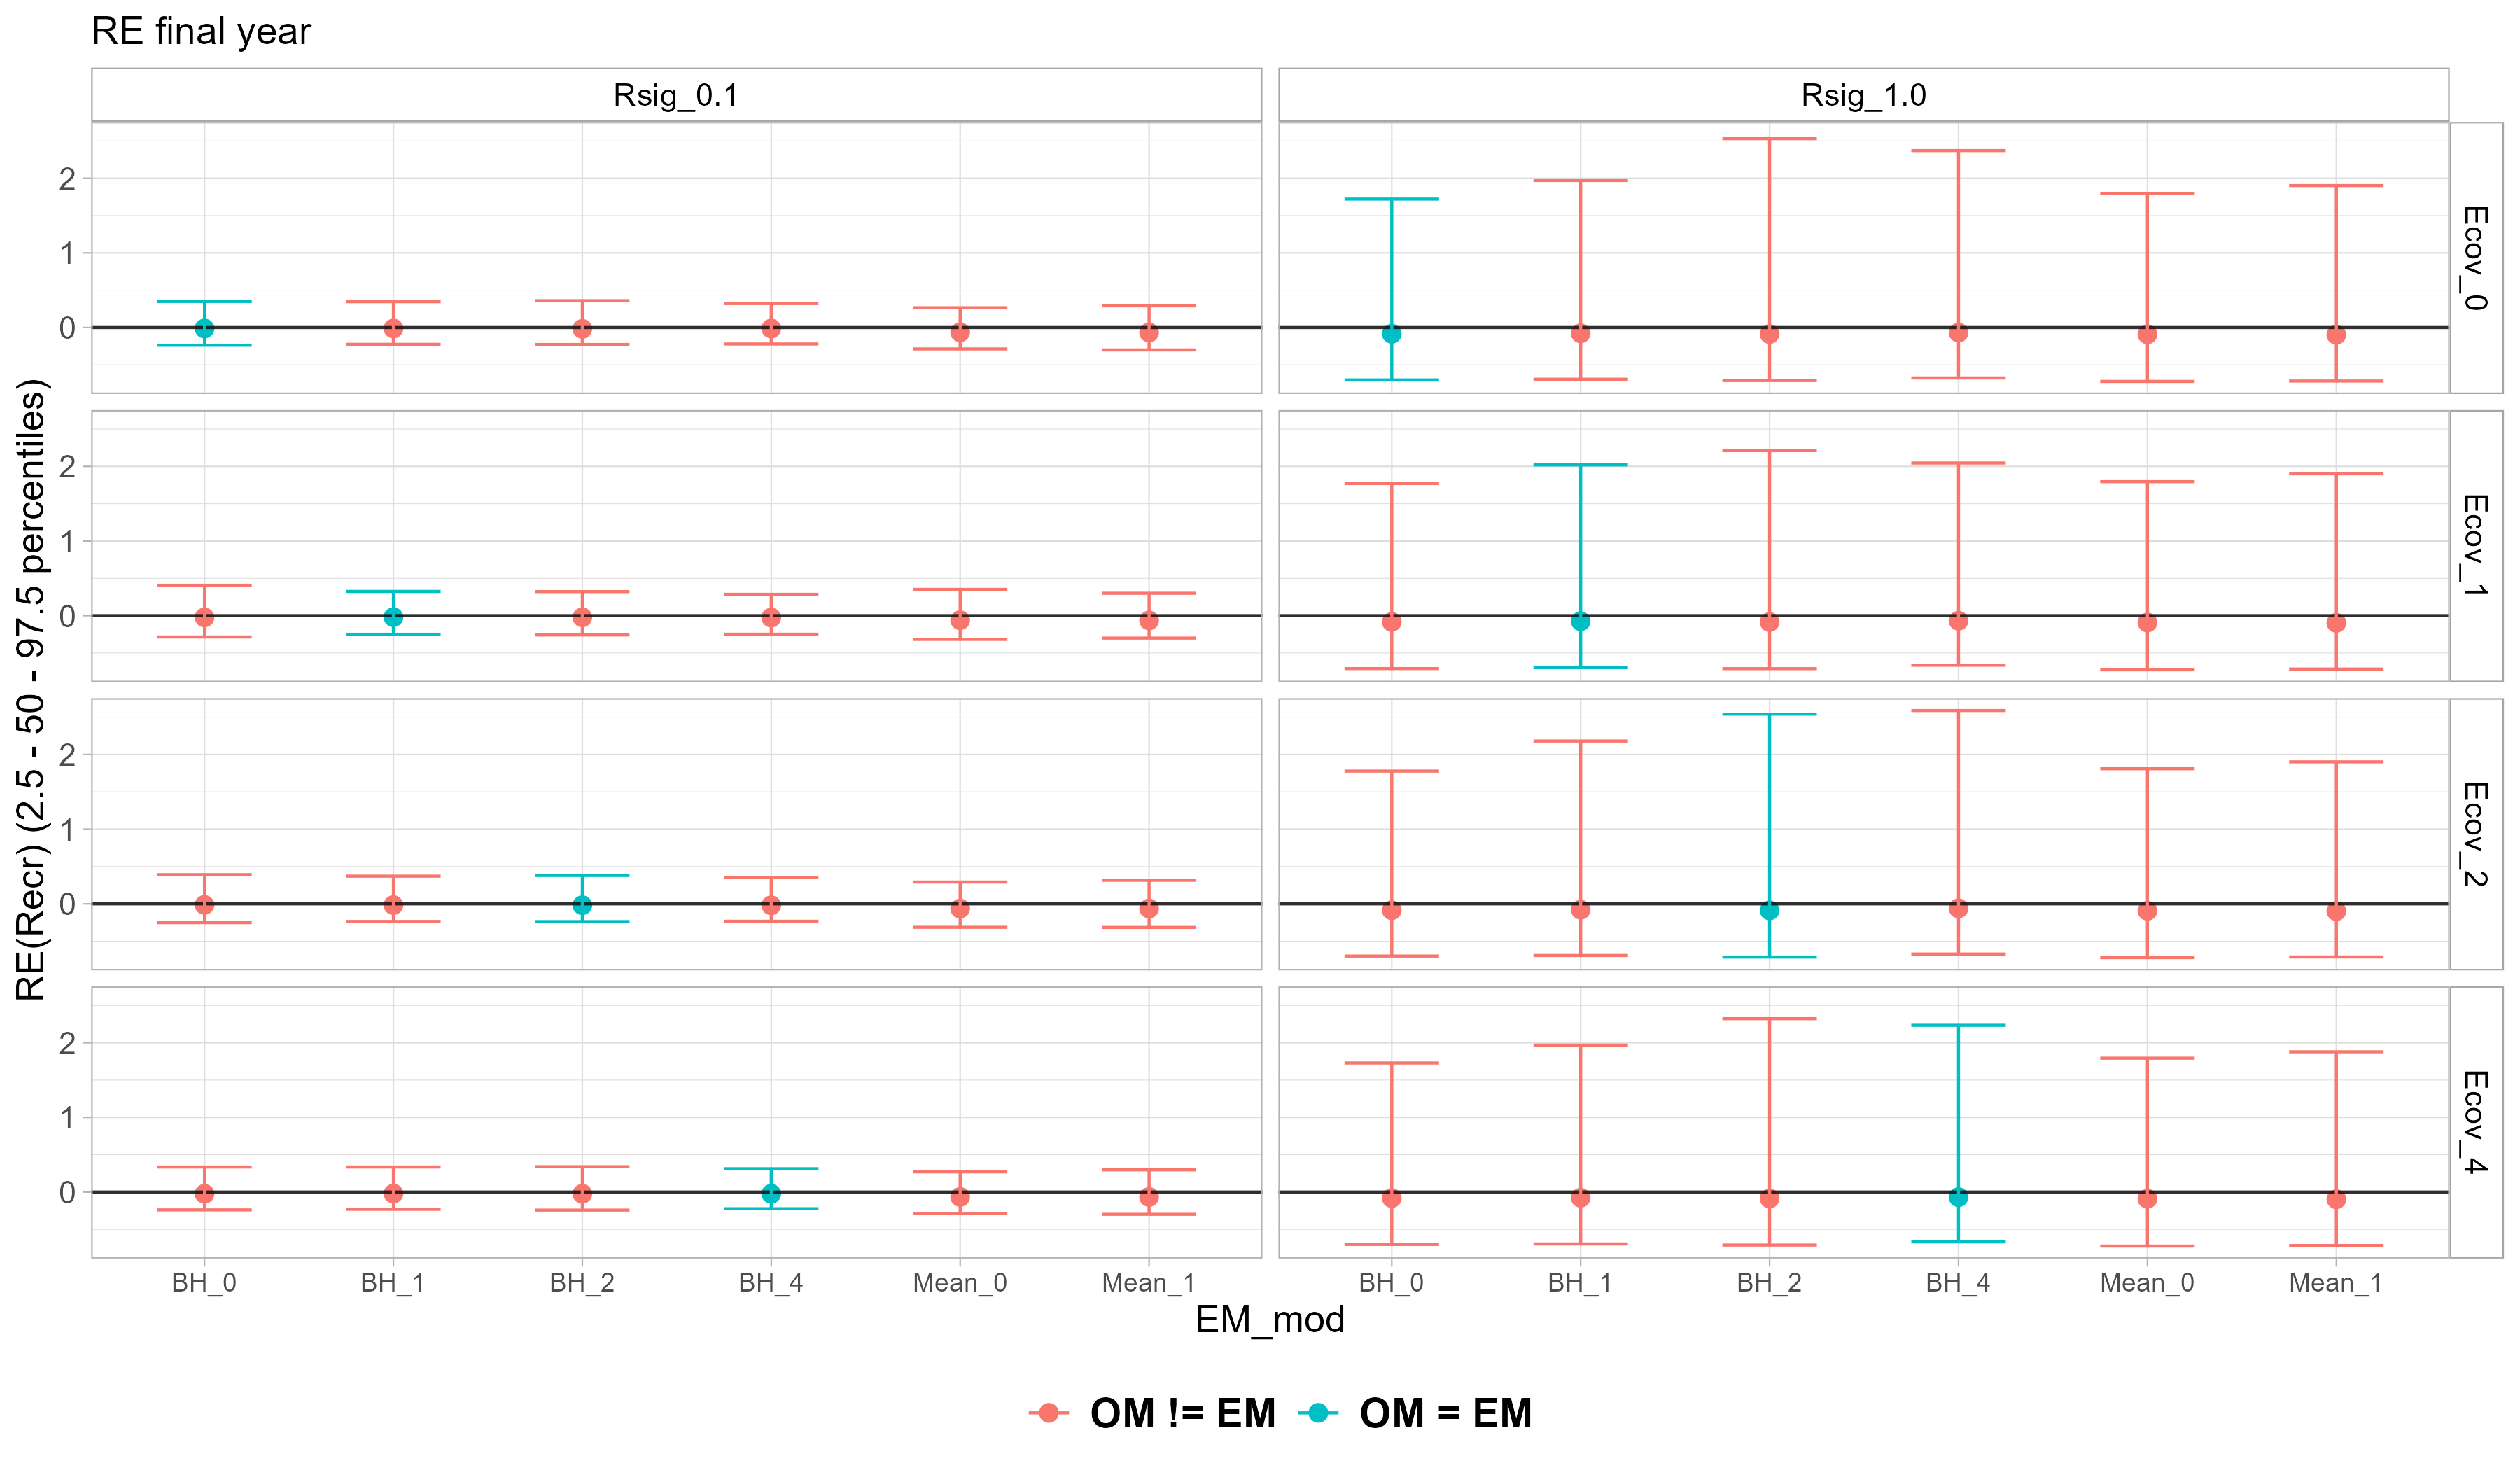 RE final year
Rsig_0.1
Rsig_1.0
RE(Recr) (2.5 - 50 - 97.5 percentiles)
2
1
0
Ecov_0
2
1
0
Ecov_1
2
1
0
Ecov_2
2
1
0
Ecov_4
BH_0 BH_1 BH_2 BH_4 Mean_0 Mean_1
BH_0 BH_1 BH_2 BH_4 Mean_0 Mean_1
EM_mod
OM != EM OM = EM